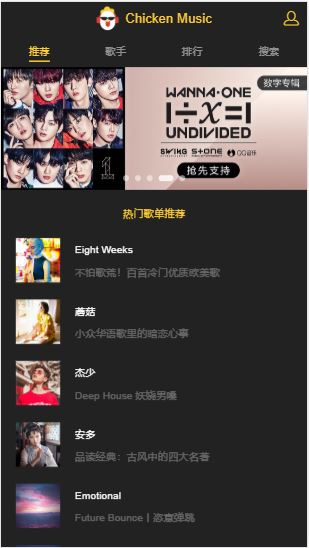 Chicken Music
推荐 歌手 排行 搜索
数字专辑
WANNA·ONE
1÷x=1
UNDIVIDED
SWING STONE QQ音乐
抢先支持
热门歌单推荐
Eight Weeks
不怕歌荒！百首冷门优质欧美歌
蘑菇
小众华语歌里的暗恋心事
杰少
Deep House 妖娆男嗓
安多
品读经典：古风中的四大名著
Emotional
Future Bounce丨恣意弹跳